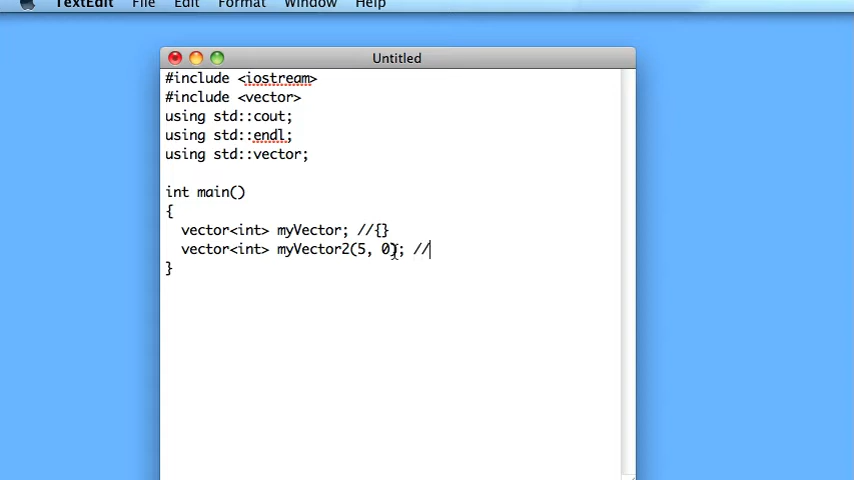 TextEdit File Edit Format Window Help
Untitled
#include <iostream>
#include <vector>
using std::cout;
using std::endl;
using std::vector;
int main()
{
vector<int> myVector; //{}
vector<int> myVector2(5, 0); //
}